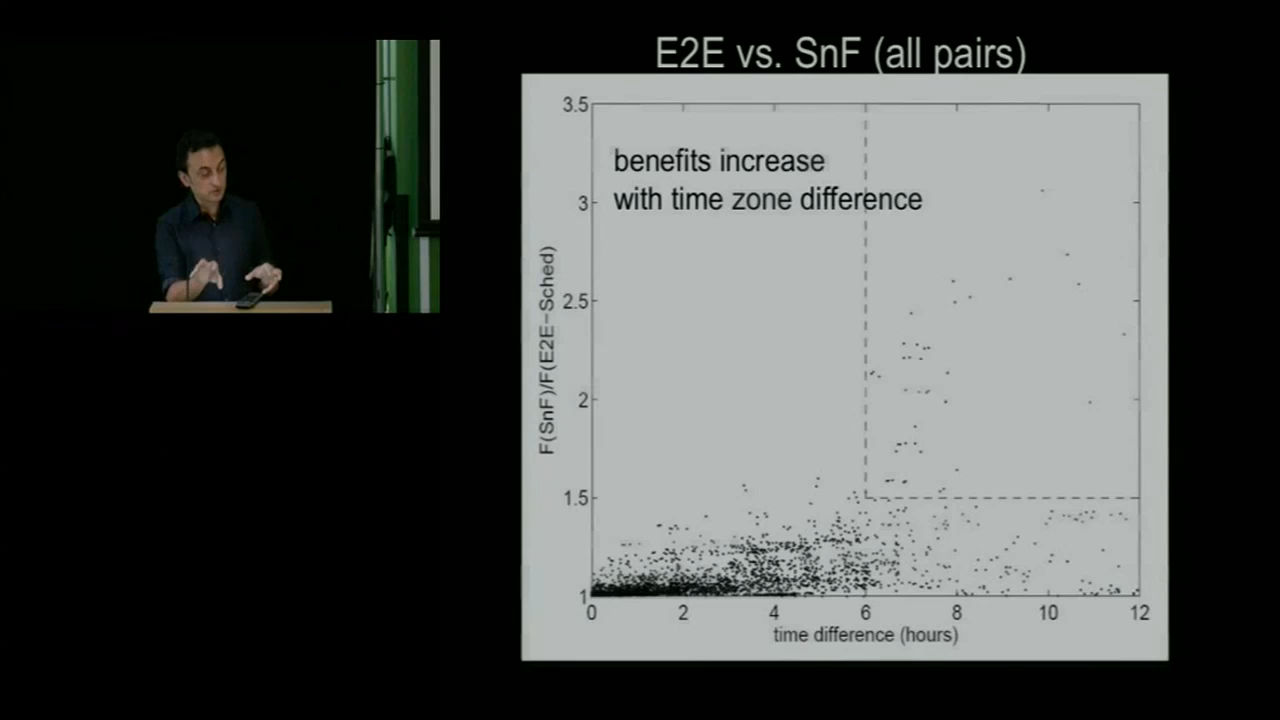 E2E vs. SnF (all pairs)
benefits increase
with time zone difference
3.5
3
2.5
2
1.5
1
F(SnF)/F(E2E-Sched)
0 2 4 6 8 10 12
time difference (hours)